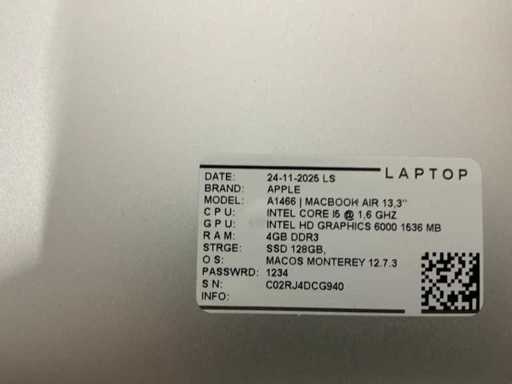 LAPTOP
DATE: 24-11-2025 LS
BRAND: APPLE
MODEL: A1466 | MACBOOK AIR 13,3"
CPU: INTEL CORE I5 @ 1,6 GHZ
GPU: INTEL HD GRAPHICS 6000 1536 MB
RAM: 4GB DDR3
STRGE: SSD 128GB,
OS: MACOS MONTEREY 12.7.3
PASSWRD: 1234
SN: C02RJ4DCG940
INFO: